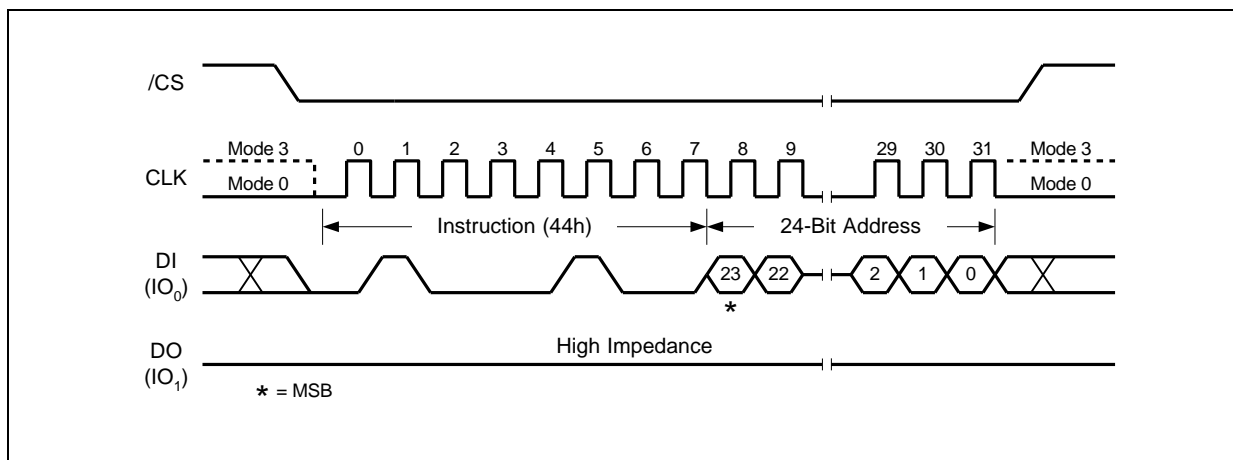 /CS
Mode 3 0 1 2 3 4 5 6 7 8 9 29 30 31 Mode 3
CLK
Mode 0 Mode 0
Instruction (44h) 24-Bit Address
DI
(IO0) 23 22 2 1 0
*
High Impedance
DO
(IO1)
* = MSB